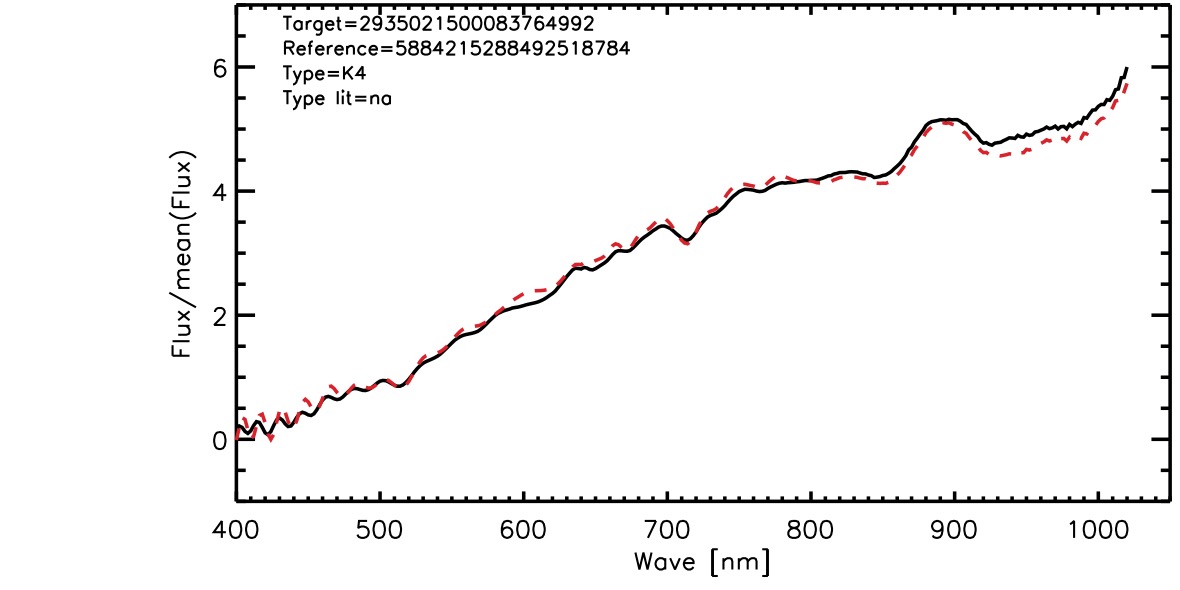 Target=2935021500083764992
Reference=5884215288492518784
Type=K4
Type lit=na
6
4
2
0
Flux/mean(Flux)
400 500 600 700 800 900 1000
Wave [nm]